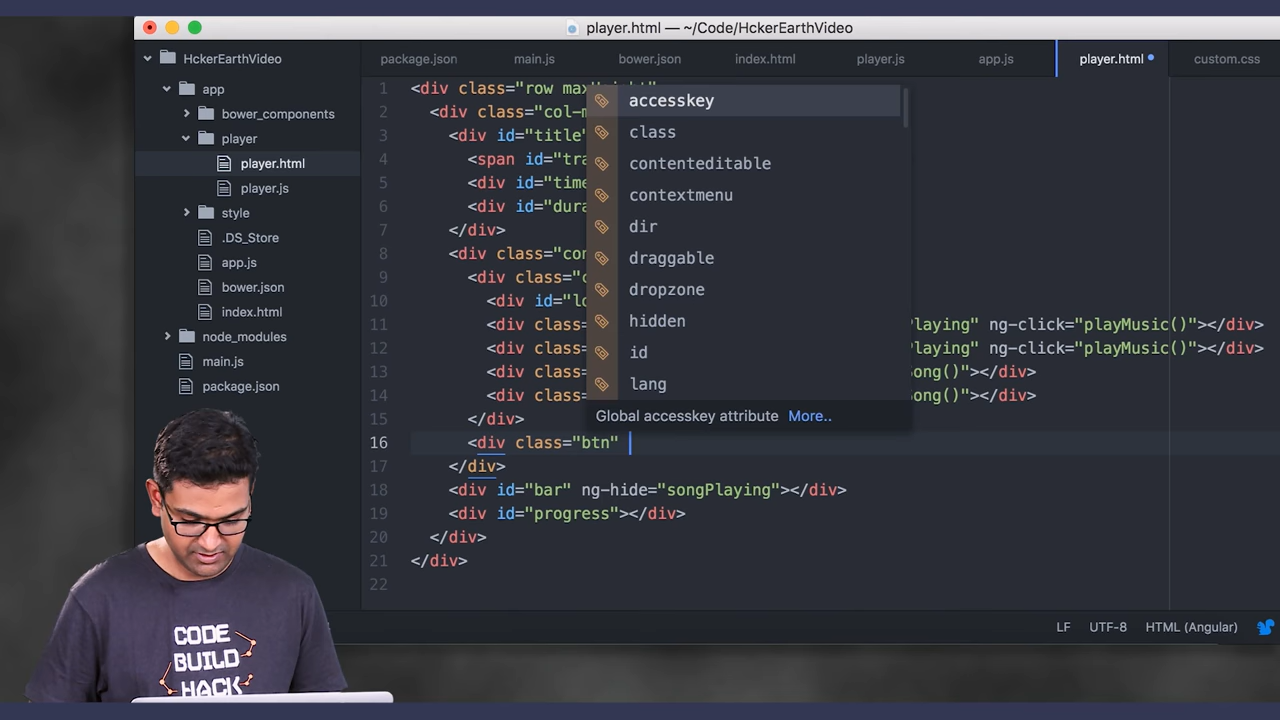 player.html — ~/Code/HckerEarthVideo
HckerEarthVideo
app
bower_components
player
player.html
player.js
style
.DS_Store
app.js
bower.json
index.html
node_modules
main.js
package.json
package.json main.js bower.json index.html player.js app.js player.html custom.css
1 <div class="row maxHeight"
2 <div class="col-m
3 <div id="title"
4 <span id="tra
5 <div id="time
6 <div id="dura
7 </div>
8 <div class="con
9 <div class="c
10 <div id="lo
11 <div class= Playing" ng-click="playMusic()"></div>
12 <div class= Playing" ng-click="playMusic()"></div>
13 <div class= ong()"></div>
14 <div class= ong()"></div>
15 </div>
16 <div class="btn"
17 </div>
18 <div id="bar" ng-hide="songPlaying"></div>
19 <div id="progress"></div>
20 </div>
21 </div>
22
accesskey
class
contenteditable
contextmenu
dir
draggable
dropzone
hidden
id
lang
Global accesskey attribute More..
LF UTF-8 HTML (Angular)
CODE
BUILD
HACK